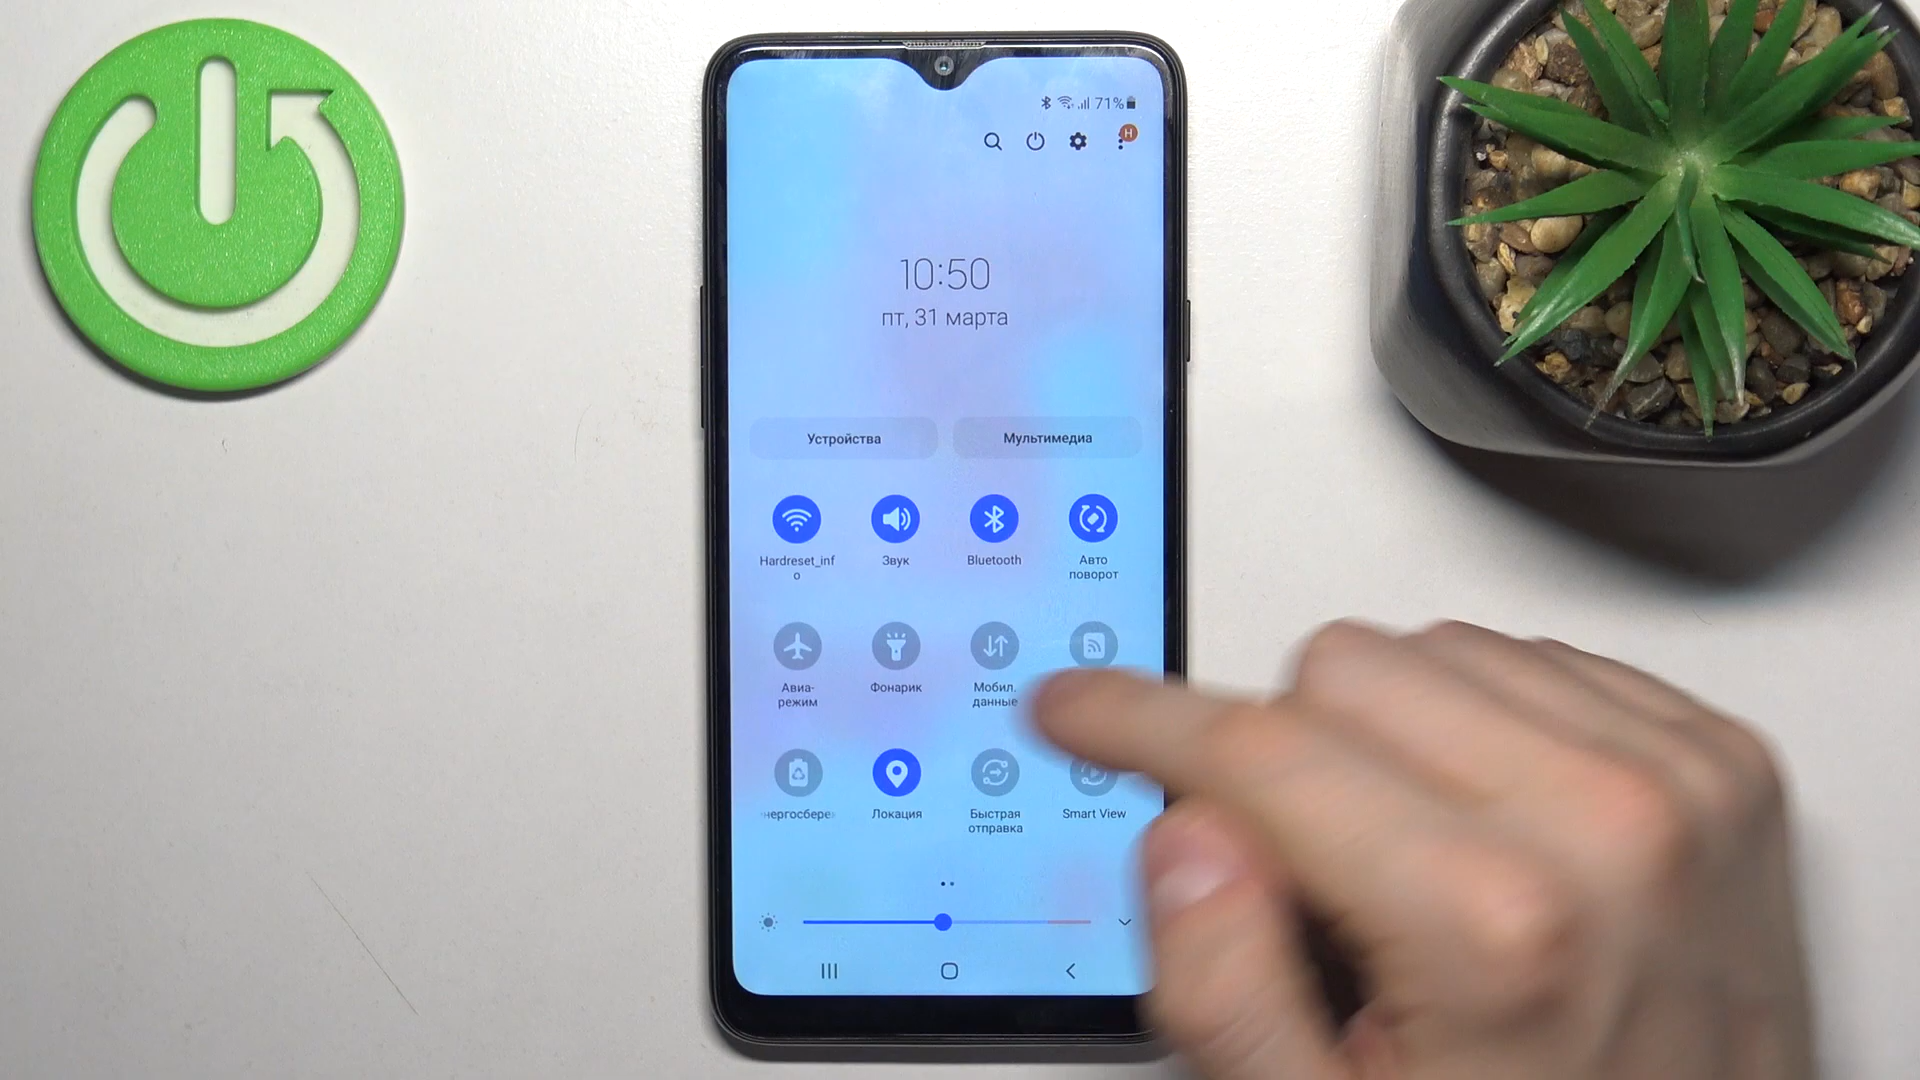 71%
H
10:50
пт, 31 марта
Устройства
Мультимедиа
Hardreset_inf
o
Звук
Bluetooth
Авто
поворот
Авиа-
режим
Фонарик
Мобил.
данные
нергосбере
Локация
Быстрая
отправка
Smart View